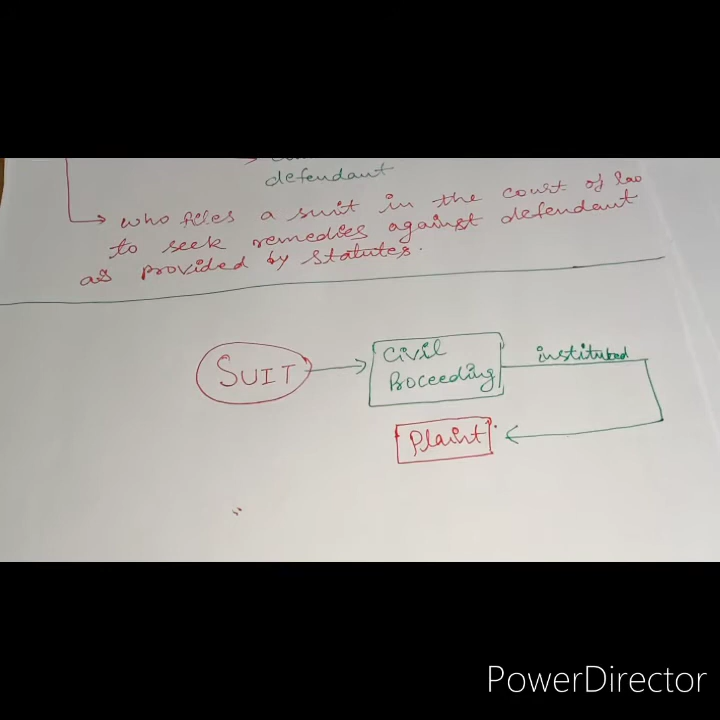 defendant
who files a suit in the court of law
to seek remedies against defendant
as provided by statutes.
SUIT
Civil
Proceeding
instituted
Plaint
PowerDirector